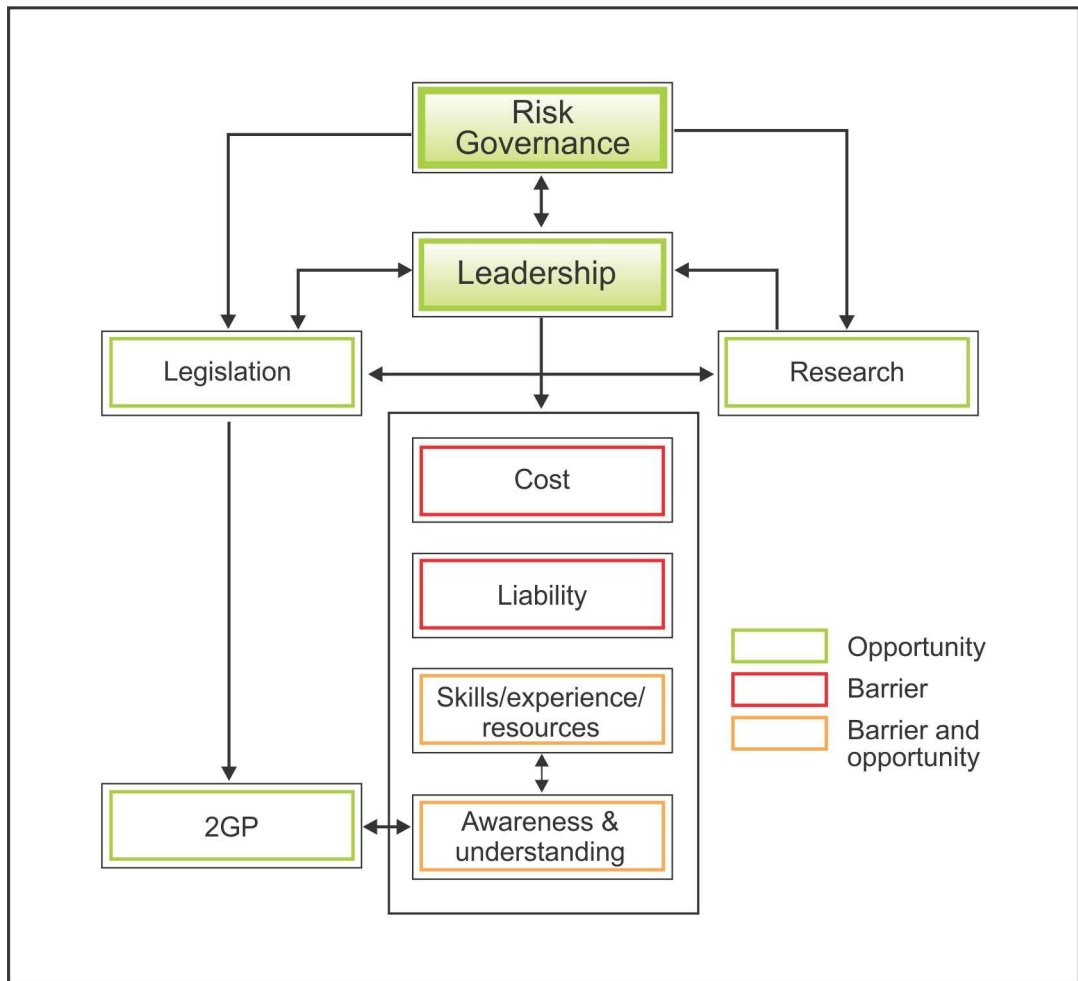 Risk
Governance
Leadership
Legislation
Research
Cost
Liability
Skills/experience/
resources
Awareness &
understanding
2GP
Opportunity
Barrier
Barrier and
opportunity